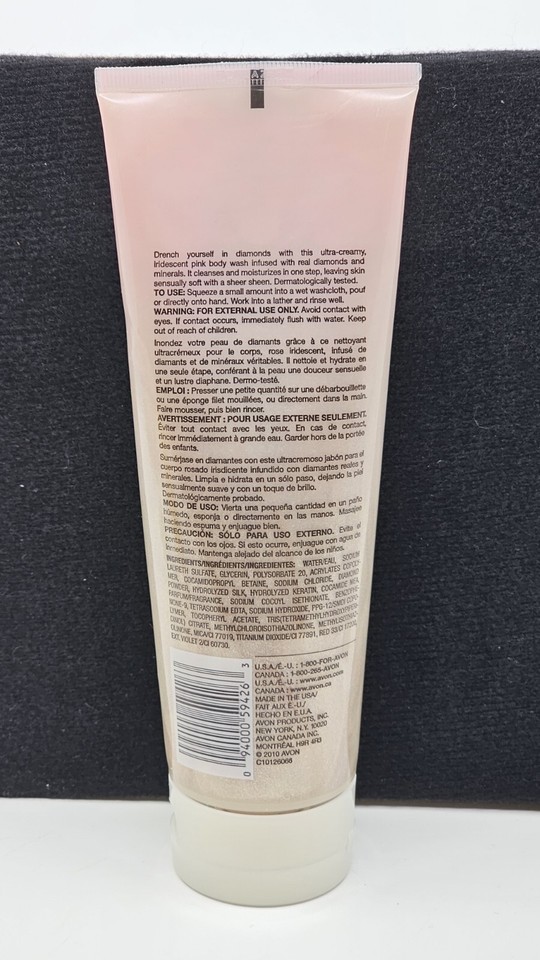 Drench yourself in diamonds with this ultra-creamy,
iridescent pink body wash infused with real diamonds and
minerals. It cleanses and moisturizes in one step, leaving skin
sensually soft with a sheer sheen. Dermatologically tested.
TO USE: Squeeze a small amount into a wet washcloth, pouf
or directly onto hand. Work into a lather and rinse well.
WARNING: FOR EXTERNAL USE ONLY. Avoid contact with
eyes. If contact occurs, immediately flush with water. Keep
out of reach of children.
Inondez votre peau de diamants grâce à ce nettoyant
ultracrémeux pour le corps, rose iridescent, infusé de
diamants et de minéraux véritables. Il nettoie et hydrate en
une seule étape, conférant à la peau une douceur sensuelle
et un lustre diaphane. Dermo-testé.
EMPLOI : Presser une petite quantité sur une débarbouillette
ou une éponge filet mouillées, ou directement dans la main.
Faire mousser, puis bien rincer.
AVERTISSEMENT : POUR USAGE EXTERNE SEULEMENT.
Éviter tout contact avec les yeux. En cas de contact,
rincer immédiatement à grande eau. Garder hors de la portée
des enfants.
Sumérjase en diamantes con este ultracremoso jabón para el
cuerpo rosado irisdicente infundido con diamantes reales y
minerales. Limpia e hidrata en un sólo paso, dejando la piel
sensualmente suave y con un toque de brillo.
Dermatológicamente probado.
MODO DE USO: Vierta una pequeña cantidad en un paño
húmedo, esponja o directamente en las manos. Masajee
haciendo espuma y enjuague bien.
PRECAUCIÓN: SÓLO PARA USO EXTERNO. Evite el
contacto con los ojos. Si esto ocurre, enjuague con agua de
inmediato. Mantenga alejado del alcance de los niños.
INGREDIENTS/INGRÉDIENTS/INGREDIENTES: WATER/EAU, SODIUM
LAURETH SULFATE, GLYCERIN, POLYSORBATE 20, ACRYLATES
COCAMIDOPROPYL BETAINE, SODIUM CHLORIDE, DIAMOND
POWDER, HYDROLYZED SILK, HYDROLYZED KERATIN, COCAMIDE MEA,
PARFUM/FRAGRANCE, SODIUM COCOYL ISETHIONATE,
TETRASODIUM EDTA, SODIUM HYDROXIDE, PPG-12/SMDI
TOCOPHERYL ACETATE,
CITRATE, METHYLCHLOROISOTHIAZOLINONE,
MICA/CI 77019, TITANIUM DIOXIDE/CI 77891, RED 33/CI
EXT. VIOLET 2/CI 60730.
0 94000 59426 3
U.S.A./É.-U. : 1-800-FOR-AVON
CANADA : 1-800-265-AVON
U.S.A./É.-U. : www.avon.com
CANADA : www.avon.ca
MADE IN THE USA/
FAIT AUX É.-U./
HECHO EN E.U.A.
AVON PRODUCTS, INC.
NEW YORK, N.Y. 10020
AVON CANADA INC.
MONTRÉAL H9R 4R3
© 2010 AVON
C10126066